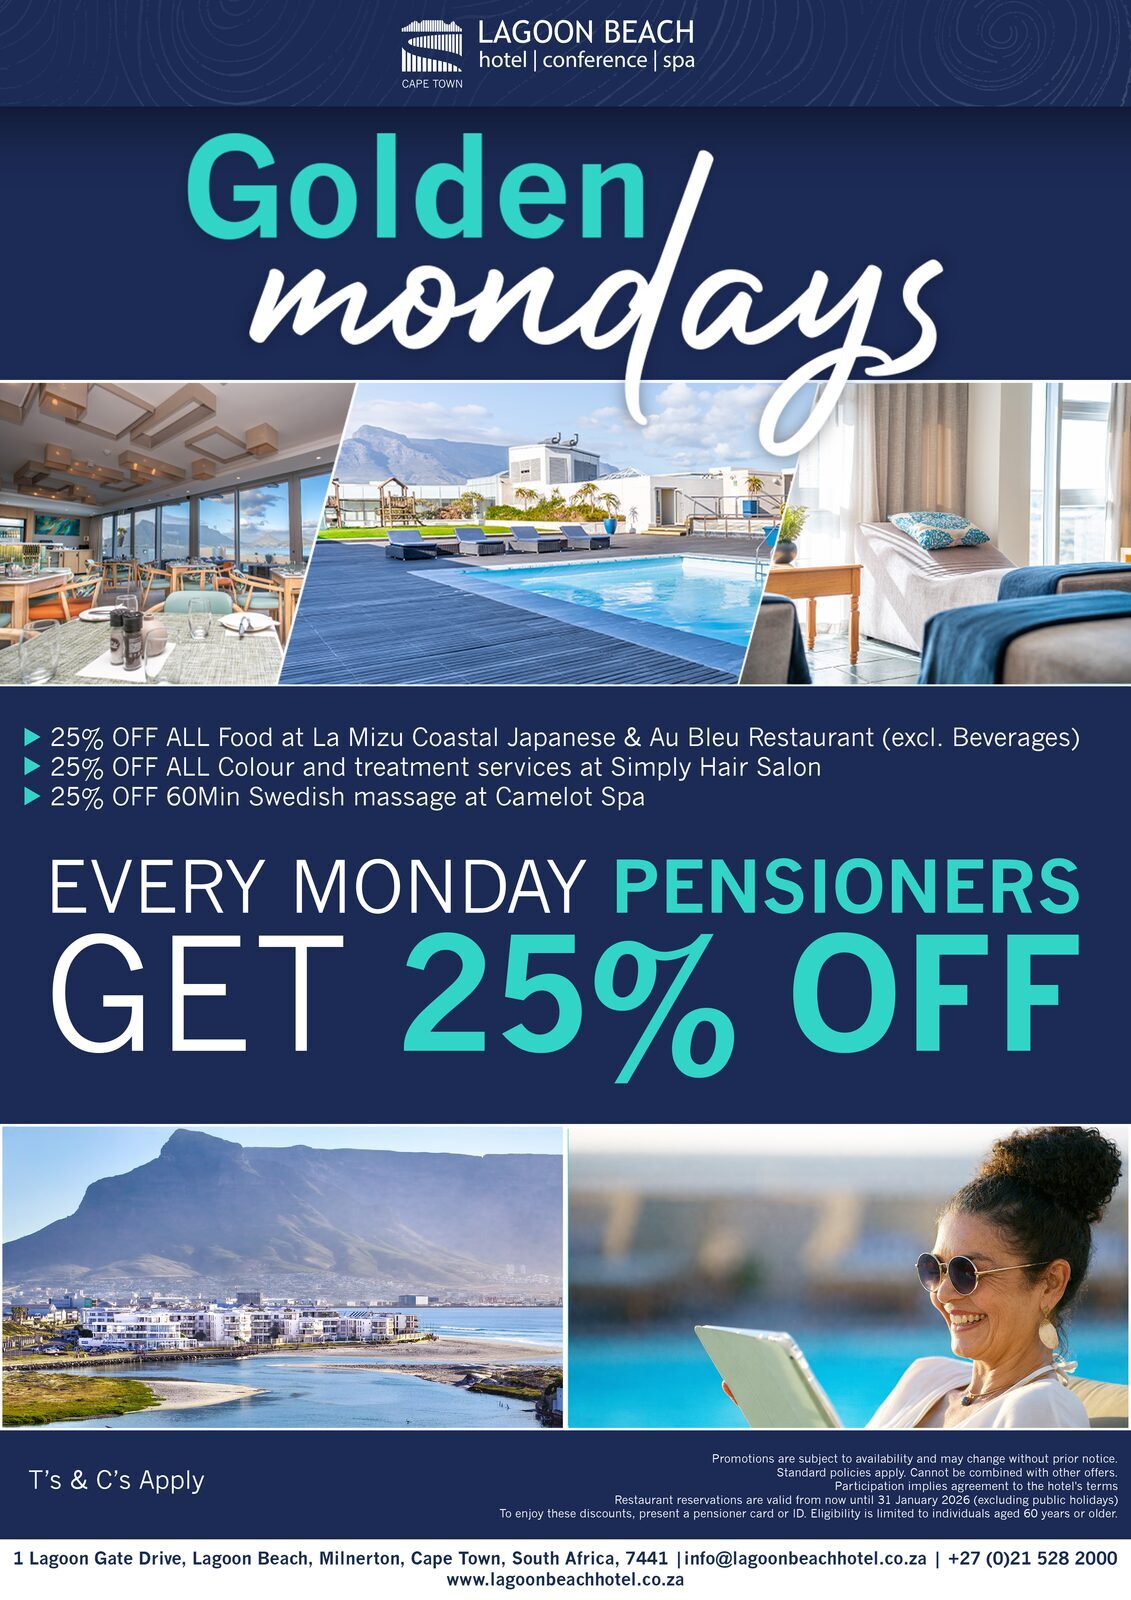 LAGOON BEACH
hotel | conference | spa
CAPE TOWN
Golden
mondays
25% OFF ALL Food at La Mizu Coastal Japanese & Au Bleu Restaurant (excl. Beverages)
25% OFF ALL Colour and treatment services at Simply Hair Salon
25% OFF 60Min Swedish massage at Camelot Spa
EVERY MONDAY PENSIONERS
GET 25% OFF
T's & C's Apply
Promotions are subject to availability and may change without prior notice.
Standard policies apply. Cannot be combined with other offers.
Participation implies agreement to the hotel's terms
Restaurant reservations are valid from now until 31 January 2026 (excluding public holidays)
To enjoy these discounts, present a pensioner card or ID. Eligibility is limited to individuals aged 60 years or older.
1 Lagoon Gate Drive, Lagoon Beach, Milnerton, Cape Town, South Africa, 7441 |info@lagoonbeachhotel.co.za | +27 (0)21 528 2000
www.lagoonbeachhotel.co.za